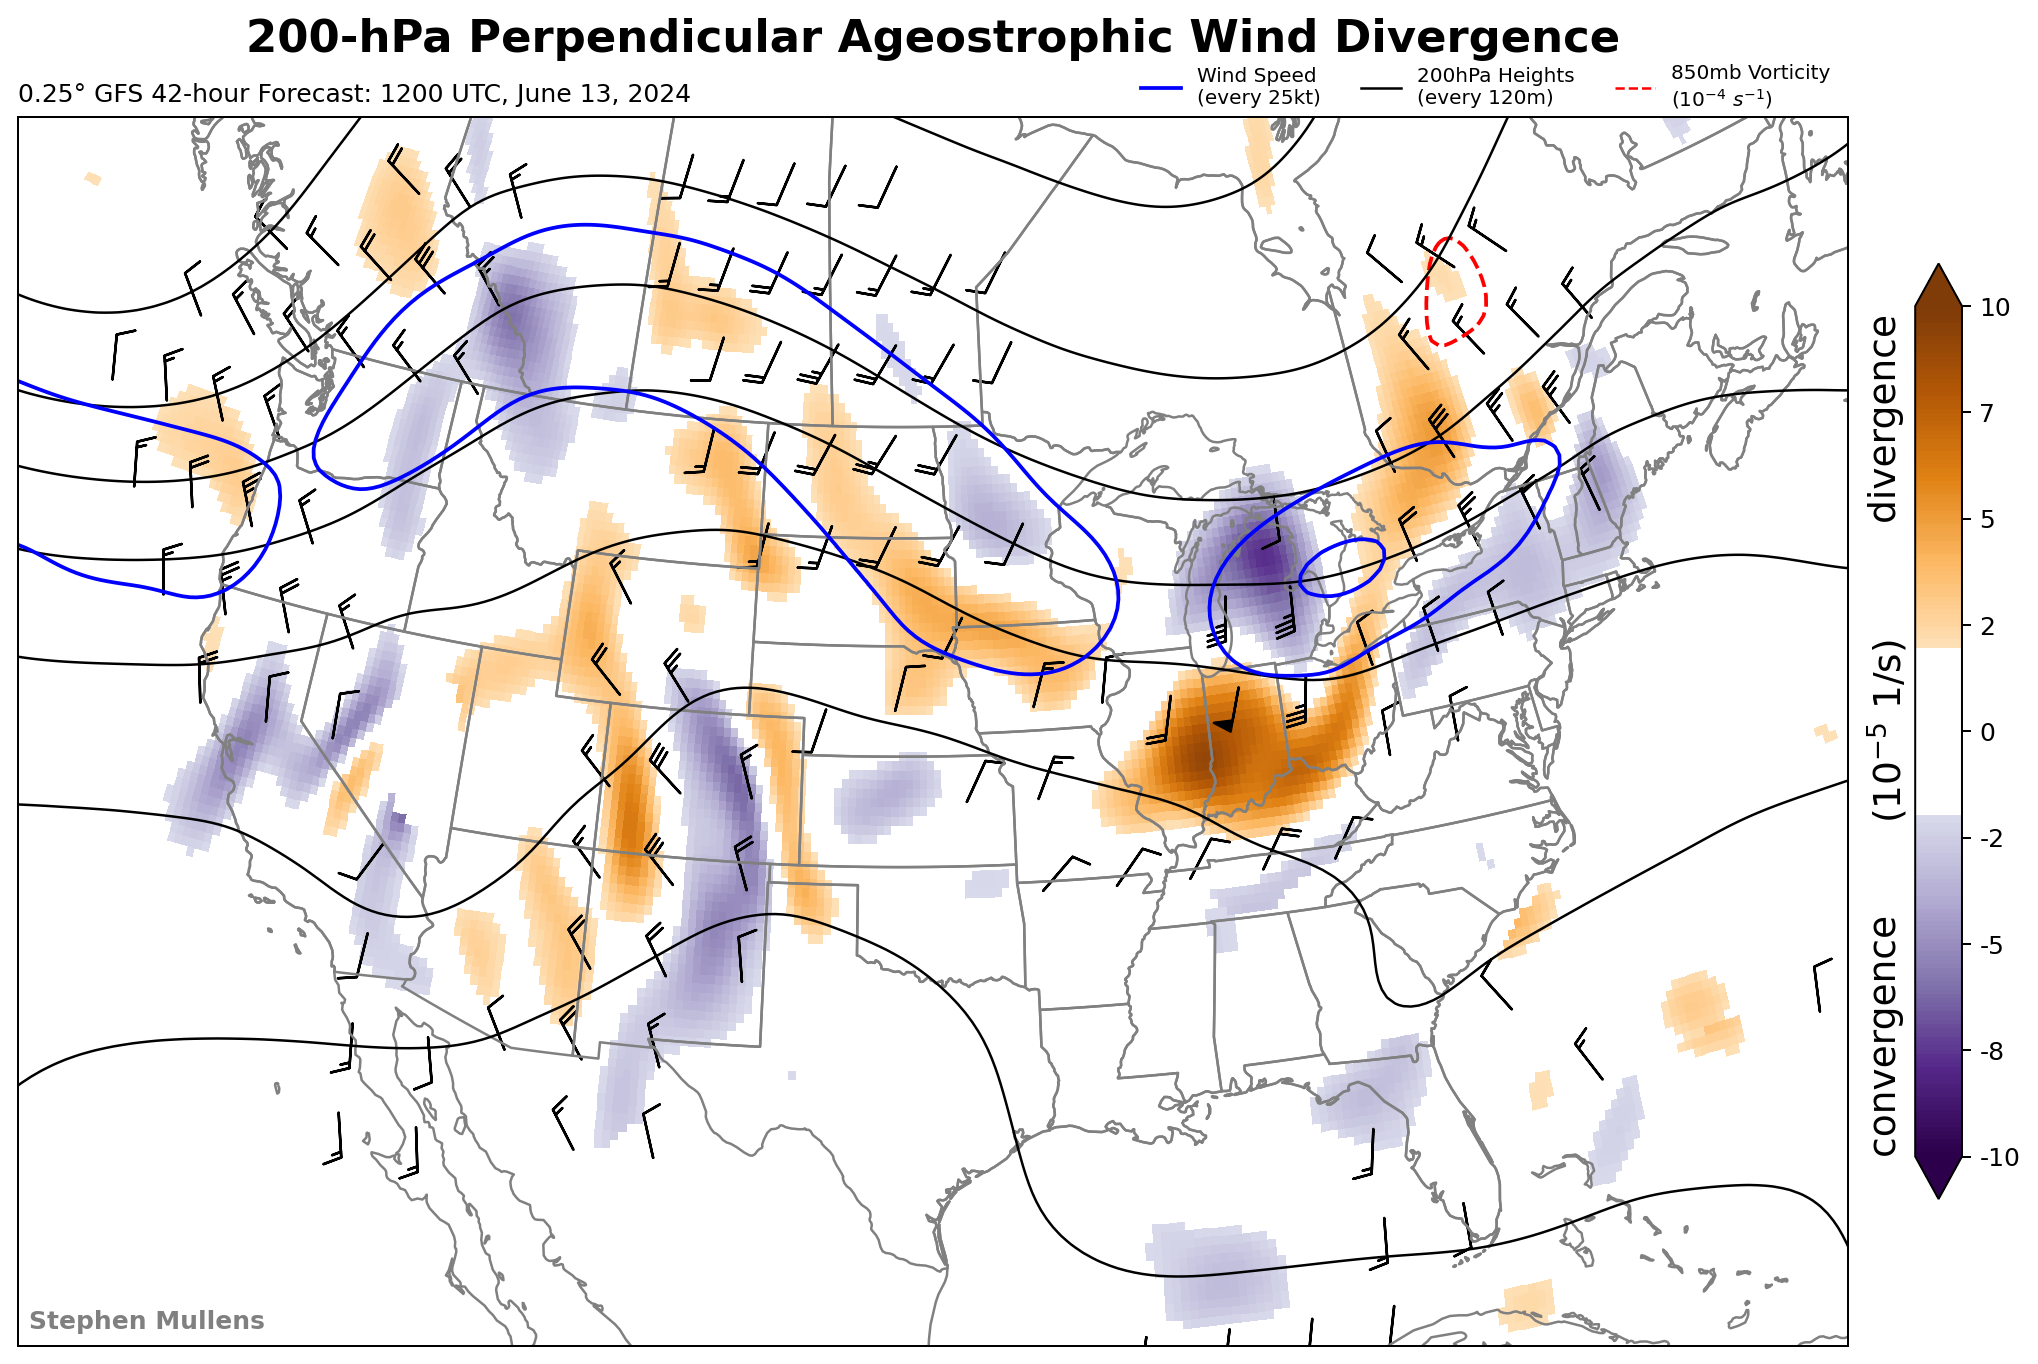 200-hPa Perpendicular Ageostrophic Wind Divergence
0.25° GFS 42-hour Forecast: 1200 UTC, June 13, 2024
Wind Speed
(every 25kt)
200hPa Heights
(every 120m)
850mb Vorticity
(10⁻⁴ s⁻¹)
divergence
(10⁻⁵ 1/s)
convergence
10
7
5
2
0
-2
-5
-8
-10
Stephen Mullens